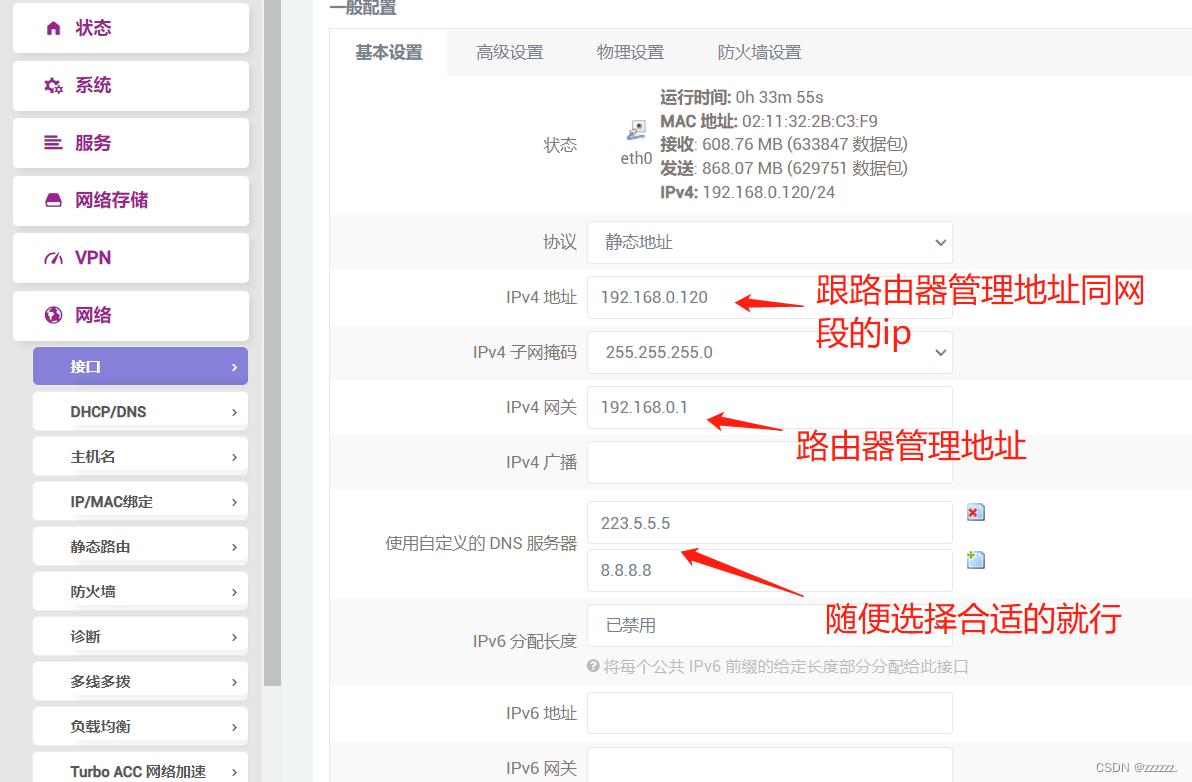 状态
系统
服务
网络存储
VPN
网络
接口
DHCP/DNS
主机名
IP/MAC绑定
静态路由
防火墙
诊断
多线多拨
负载均衡
Turbo ACC 网络加速
一般配置
基本设置 高级设置 物理设置 防火墙设置
状态
eth0
运行时间: 0h 33m 55s
MAC 地址: 02:11:32:2B:C3:F9
接收: 608.76 MB (633847 数据包)
发送: 868.07 MB (629751 数据包)
IPv4: 192.168.0.120/24
协议 静态地址
IPv4 地址 192.168.0.120
跟路由器管理地址同网
段的ip
IPv4 子网掩码 255.255.255.0
IPv4 网关 192.168.0.1
路由器管理地址
IPv4 广播
使用自定义的 DNS 服务器
223.5.5.5
8.8.8.8
随便选择合适的就行
IPv6 分配长度 已禁用
将每个公共 IPv6 前缀的给定长度部分分配给此接口
IPv6 地址
IPv6 网关
CSDN @zzzzzz.